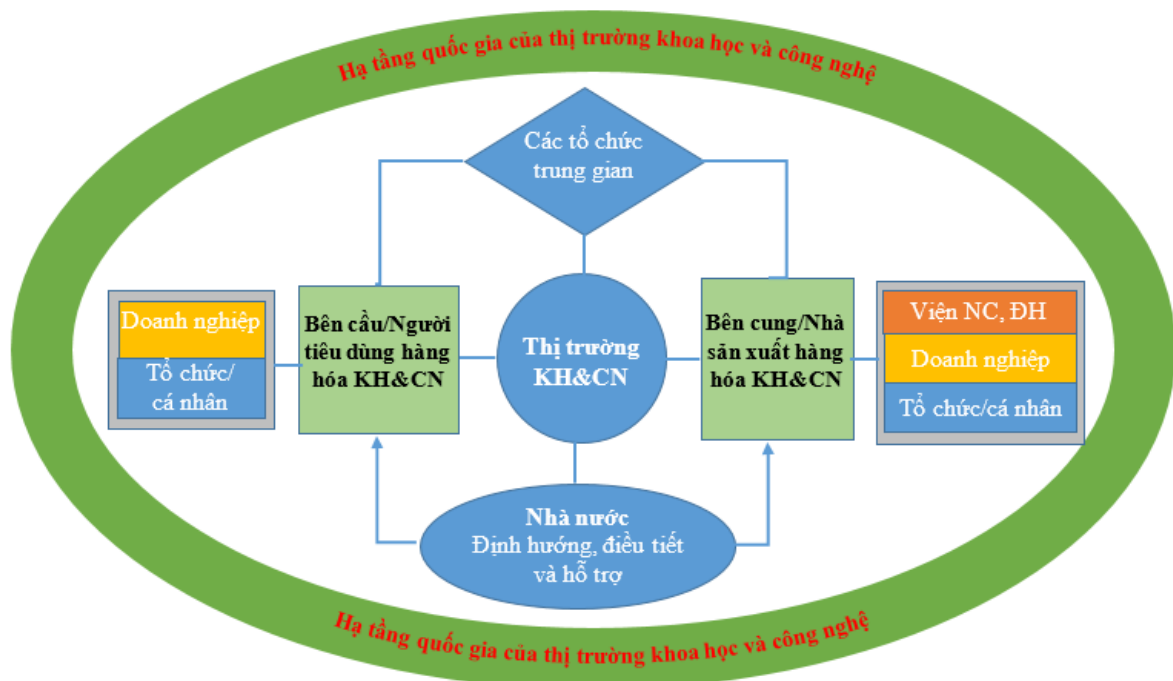 Hạ tầng quốc gia của thị trường khoa học và công nghệ
Các tổ chức
trung gian
Doanh nghiệp
Tổ chức/
cá nhân
Bên cầu/Người
tiêu dùng hàng
hóa KH&CN
Thị trường
KH&CN
Bên cung/Nhà
sản xuất hàng
hóa KH&CN
Viện NC, ĐH
Doanh nghiệp
Tổ chức/cá nhân
Nhà nước
Định hướng, điều tiết
và hỗ trợ
Hạ tầng quốc gia của thị trường khoa học và công nghệ